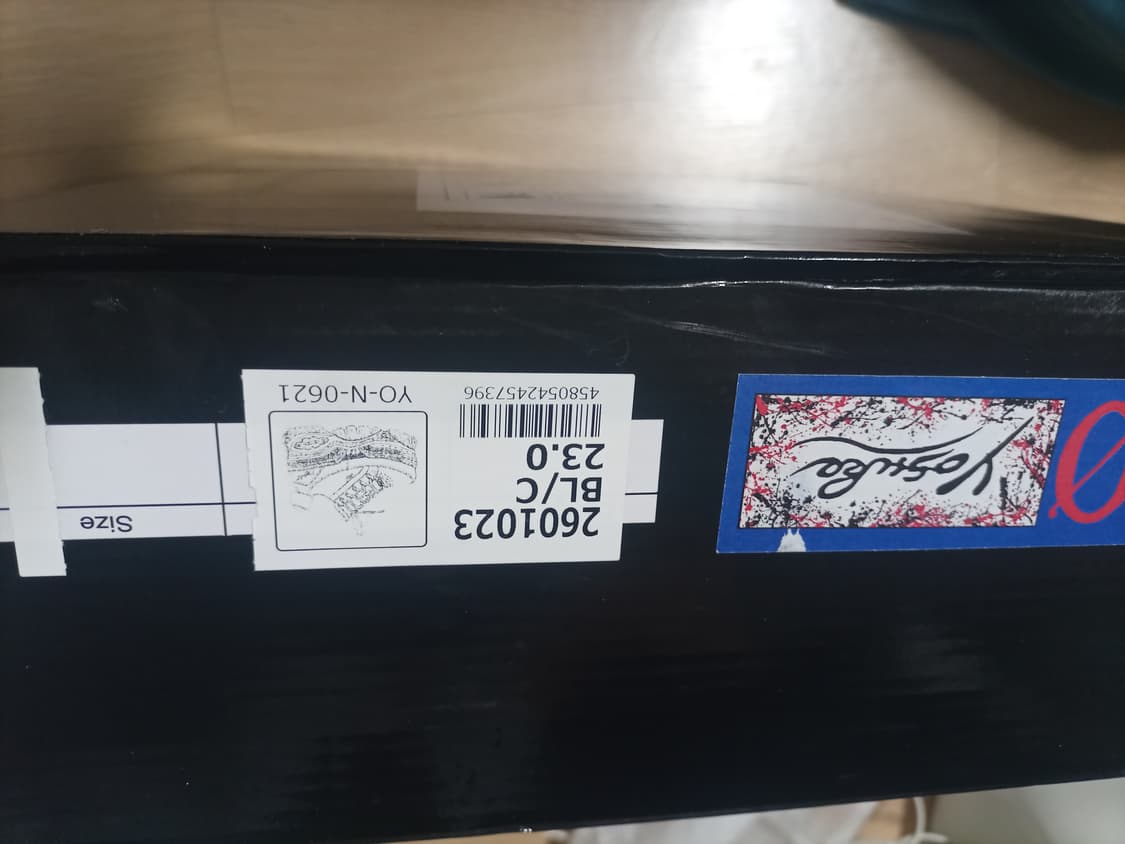 Yosuke
2601023
BL/C
23.0
4580542457396
YO-N-0621
Size